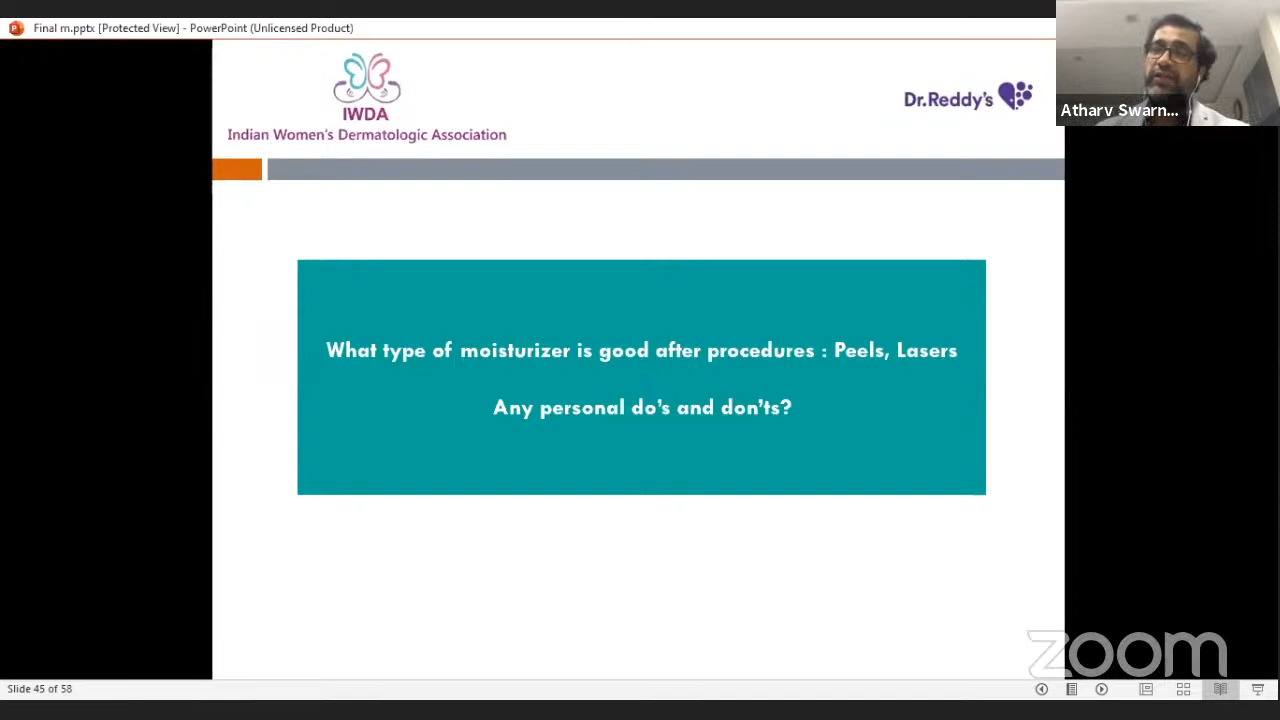 Final m.pptx [Protected View] - PowerPoint (Unlicensed Product)
IWDA
Indian Women's Dermatologic Association
Dr.Reddy's
Atharv Swarn...
What type of moisturizer is good after procedures : Peels, Lasers
Any personal do's and don'ts?
zoom
Slide 45 of 58